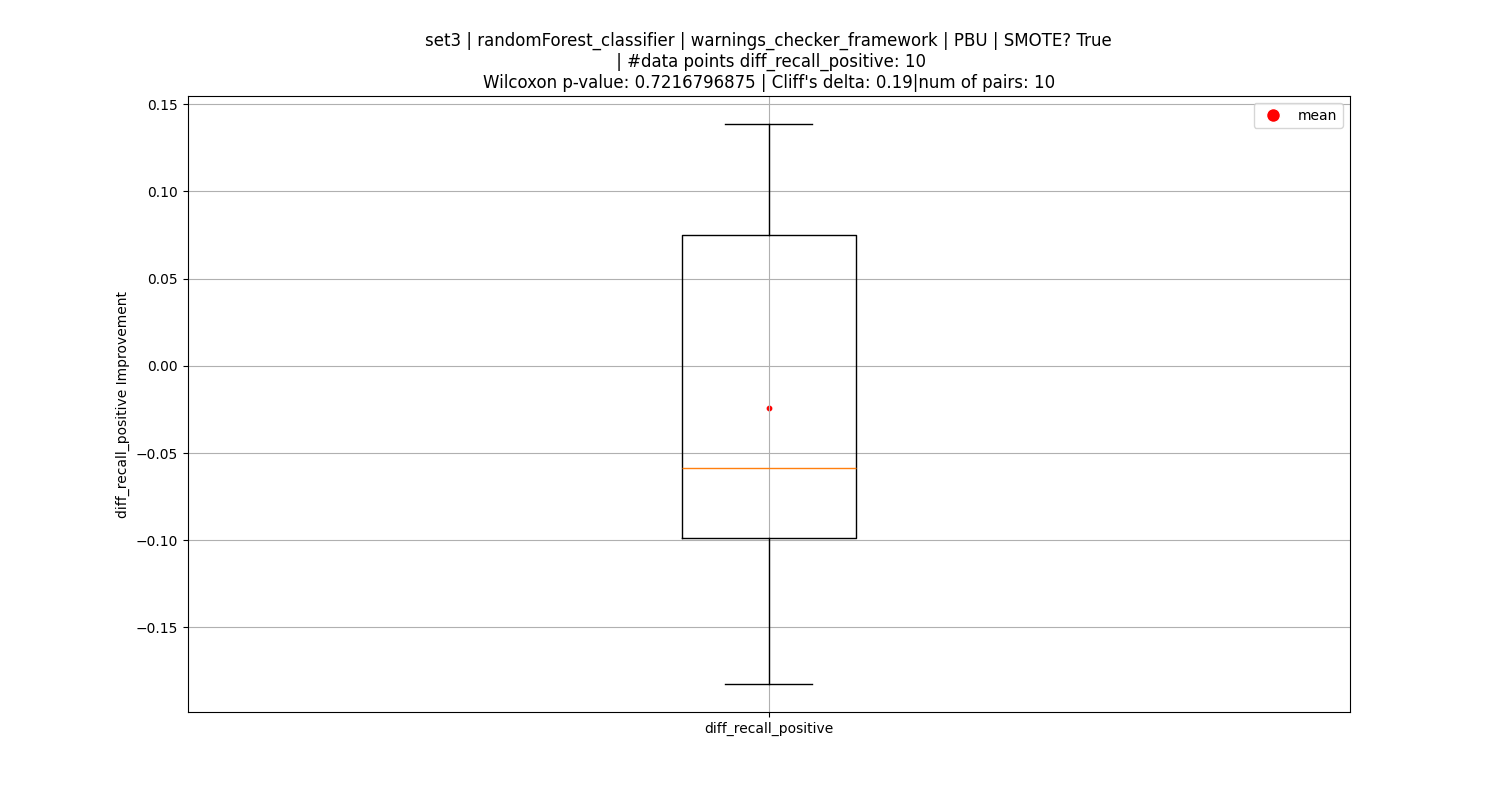 set3 | randomForest_classifier | warnings_checker_framework | PBU | SMOTE? True
| #data points diff_recall_positive: 10
Wilcoxon p-value: 0.7216796875 | Cliff's delta: 0.19|num of pairs: 10
mean
0.15
0.10
0.05
0.00
−0.05
−0.10
−0.15
diff_recall_positive Improvement
diff_recall_positive